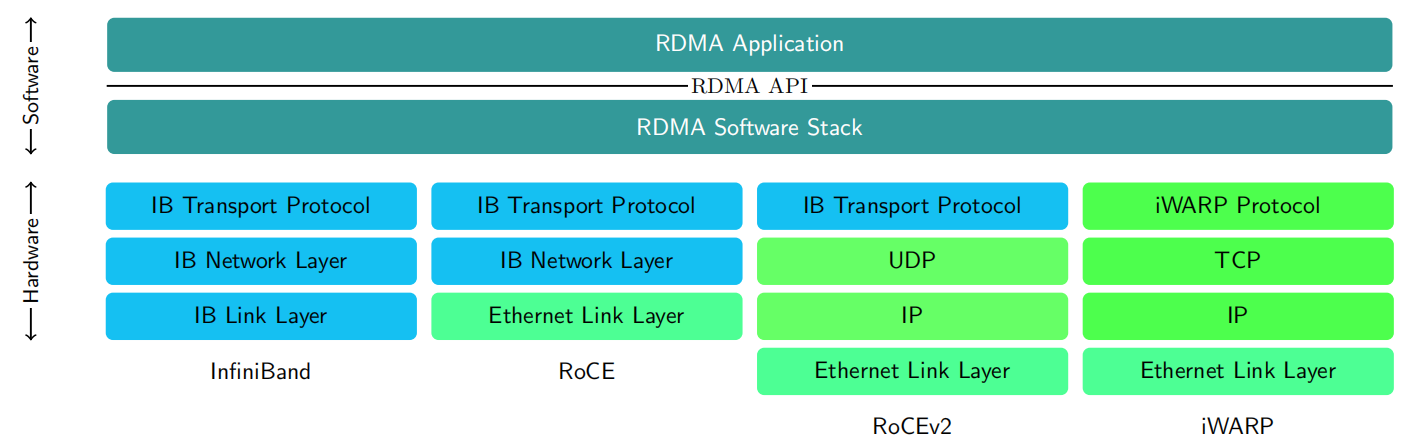 Software
RDMA Application
RDMA API
RDMA Software Stack
Hardware
IB Transport Protocol
IB Network Layer
IB Link Layer
InfiniBand
IB Transport Protocol
IB Network Layer
Ethernet Link Layer
RoCE
IB Transport Protocol
UDP
IP
Ethernet Link Layer
RoCEv2
iWARP Protocol
TCP
IP
Ethernet Link Layer
iWARP